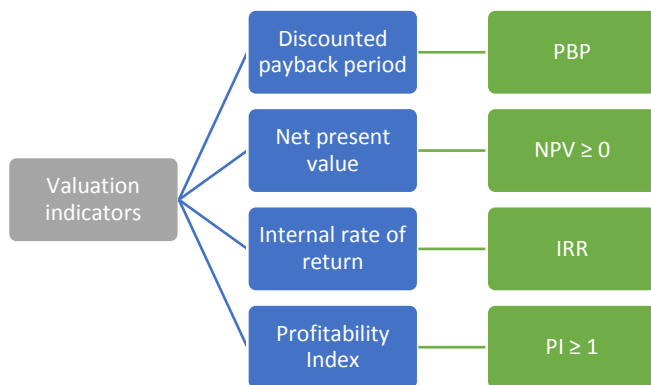 Discounted
payback period
PBP
Net present
value
NPV ≥ 0
Valuation
indicators
Internal rate of
return
IRR
Profitability
Index
PI ≥ 1